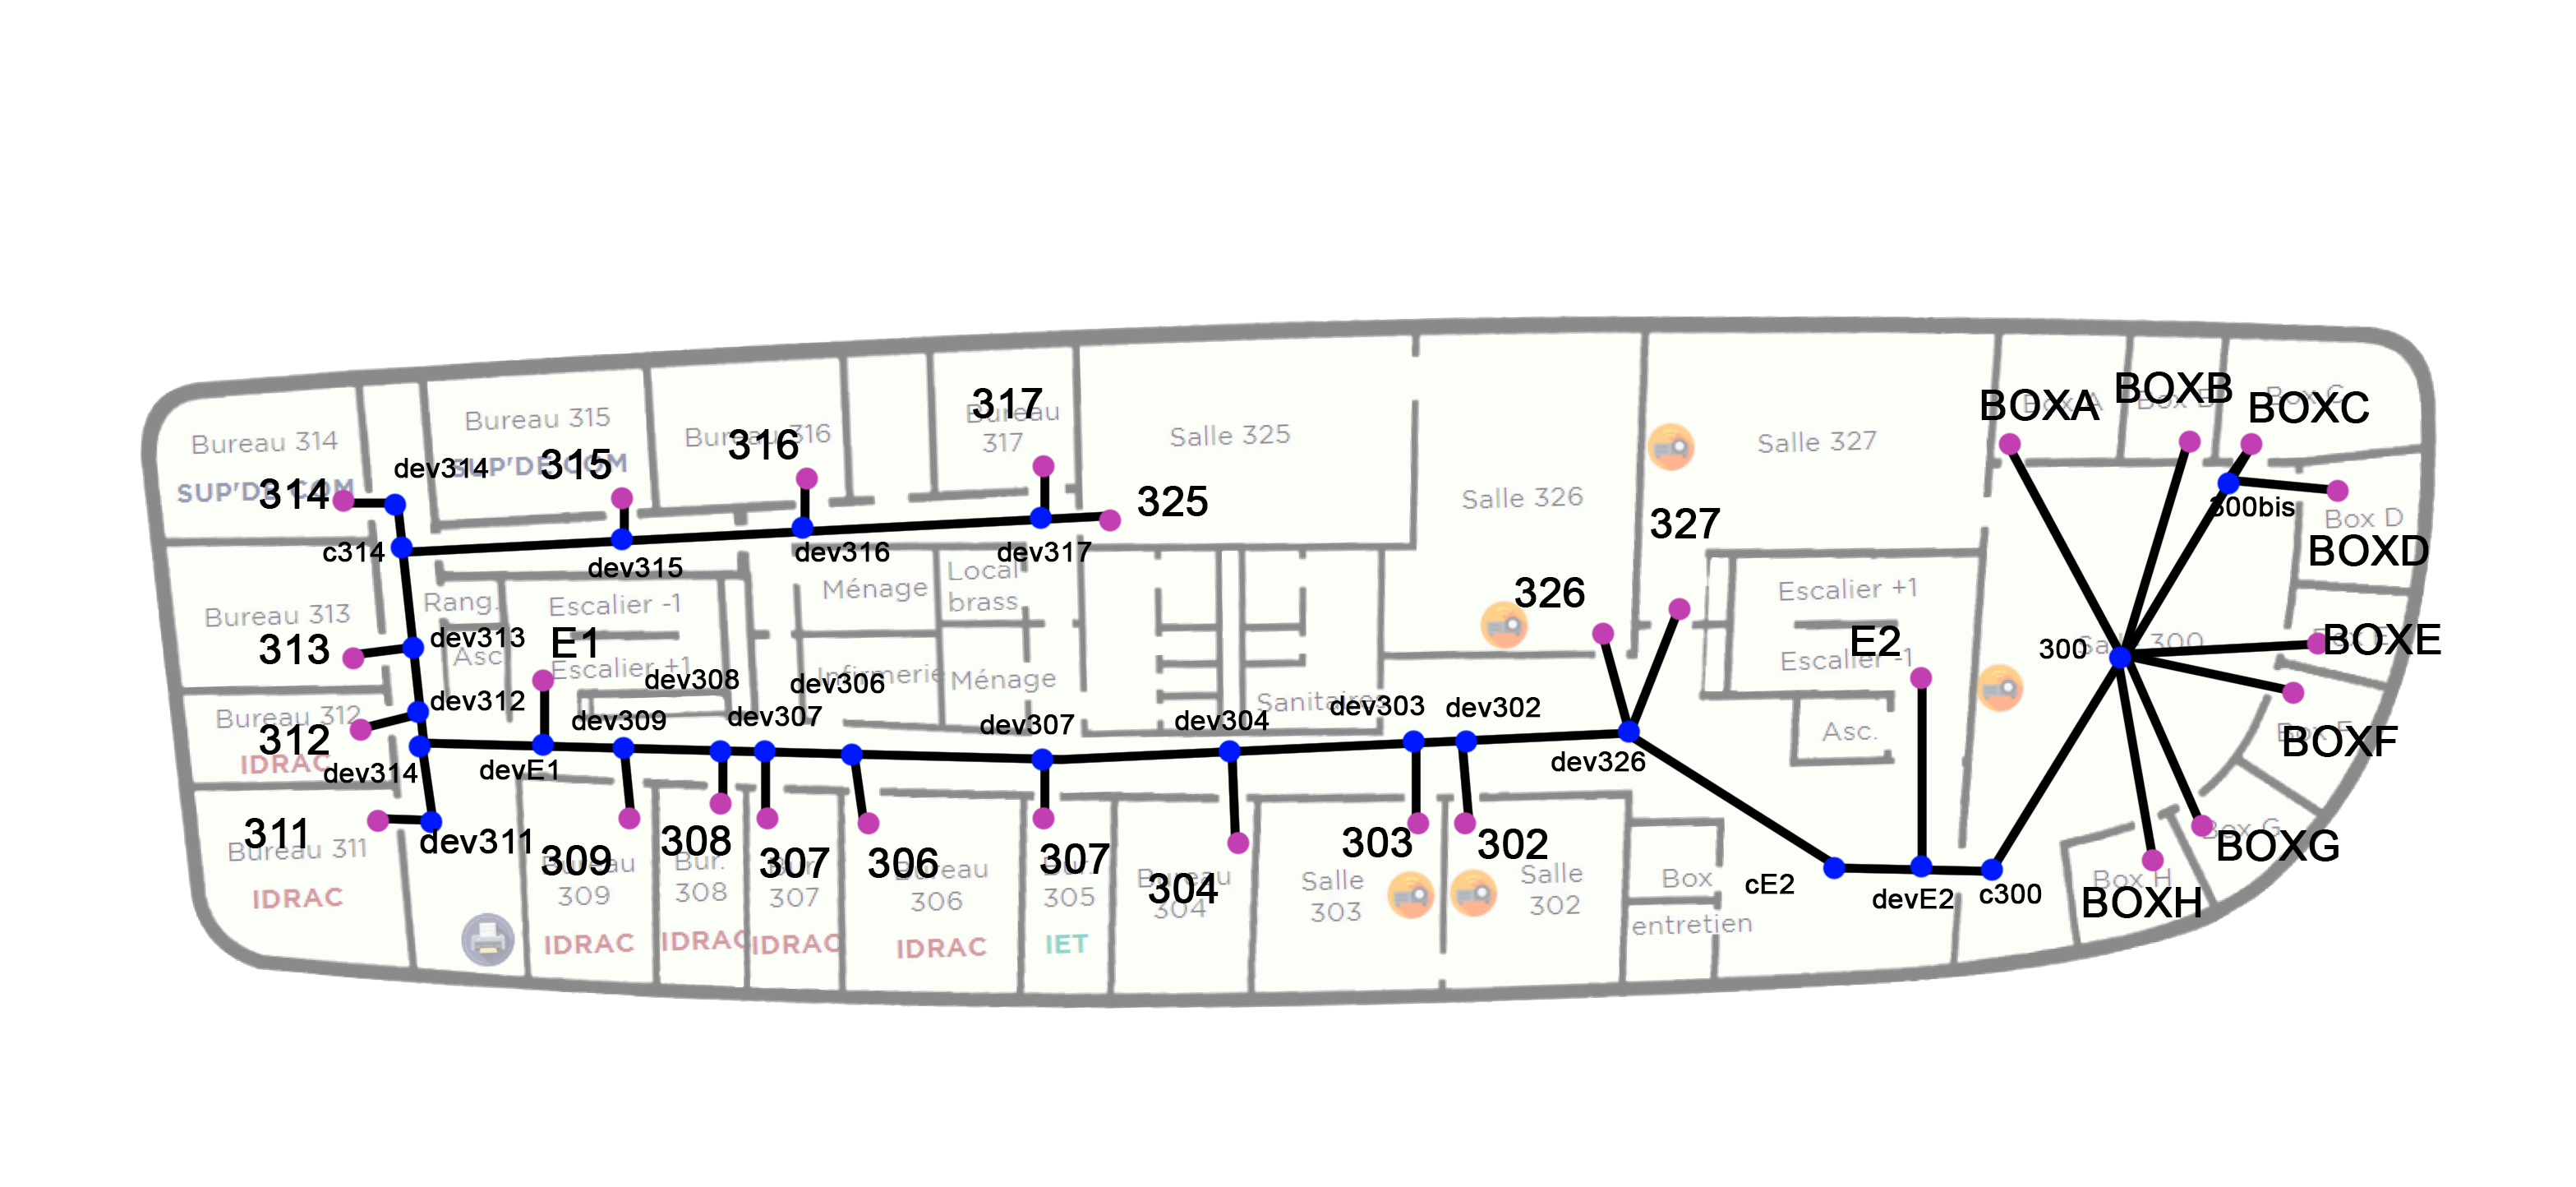 BOXA
BOXB
BOXC
Box A
Box B
Box C
317
Bureau
317
Bureau 315
SUP'DE COM
315
Bureau 316
316
Salle 325
Salle 327
Bureau 314
SUP'DE COM
314
dev314
325
Salle 326
327
300bis
Box D
BOXD
c314
dev315
dev316
dev317
Rang.
Escalier -1
Ménage
Local
brass
326
Escalier +1
Bureau 313
313
dev313
Asc
E1
Escalier +1
dev308
Infirmerie
dev306
Ménage
E2
Escalier -1
300
Salle 300
BOXE
Box E
Bureau 312
312
IDRAC
dev312
dev309
dev307
dev307
dev304
Sanitaires
dev303
dev302
Asc.
Box F
BOXF
dev314
devE1
dev326
311
Bureau 311
IDRAC
dev311
309
Bureau
309
IDRAC
308
Bur.
308
IDRAC
307
Bur.
307
IDRAC
306
Bureau
306
IDRAC
307
Bur.
305
IET
304
Bureau
304
303
Salle
303
302
Salle
302
Box
entretien
cE2
devE2
c300
Box G
BOXG
Box H
BOXH